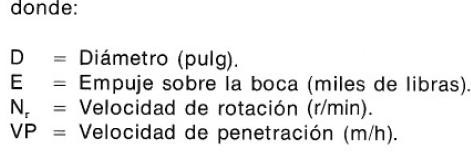 donde:
D = Diámetro (pulg).
E = Empuje sobre la boca (miles de libras).
Nᵣ = Velocidad de rotación (r/min).
VP = Velocidad de penetración (m/h).